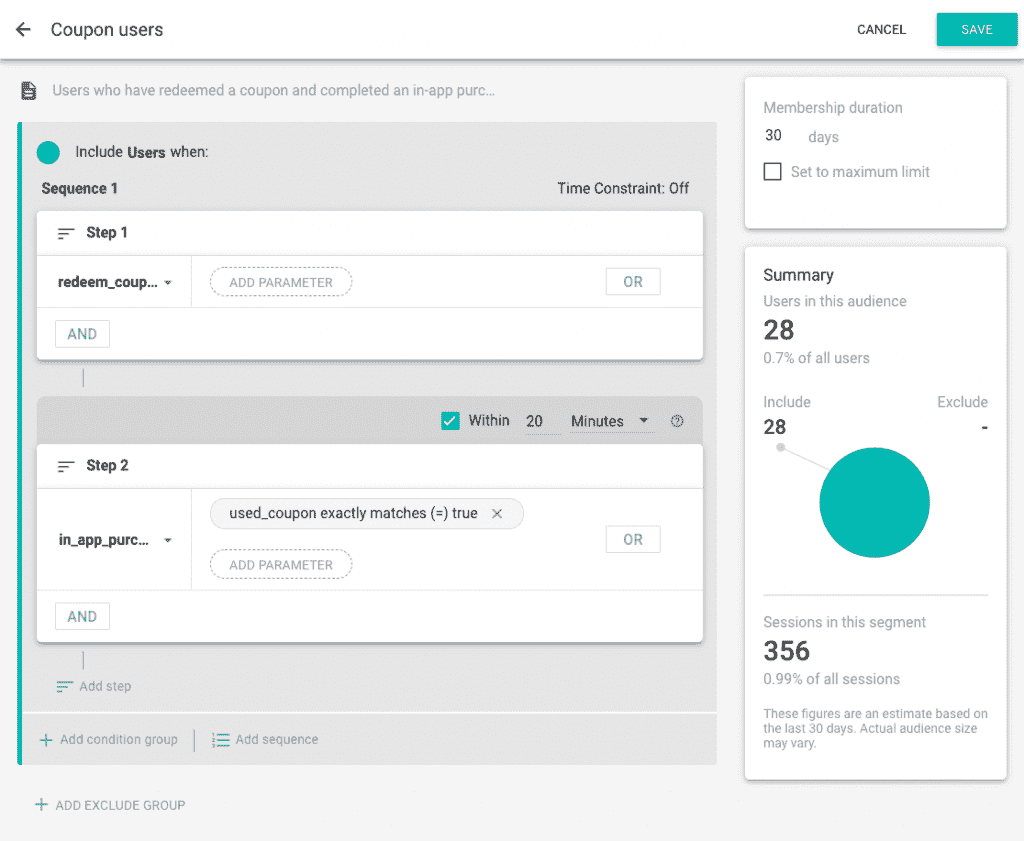 Coupon users
CANCEL
SAVE
Users who have redeemed a coupon and completed an in-app purc...
Include Users when:
Sequence 1
Time Constraint: Off
Step 1
redeem_coup...
ADD PARAMETER
OR
AND
Within 20 Minutes
Step 2
in_app_purc...
used_coupon exactly matches (=) true
ADD PARAMETER
OR
AND
Add step
Add condition group
Add sequence
ADD EXCLUDE GROUP
Membership duration
30 days
Set to maximum limit
Summary
Users in this audience
28
0.7% of all users
Include
Exclude
28
-
Sessions in this segment
356
0.99% of all sessions
These figures are an estimate based on
the last 30 days. Actual audience size
may vary.